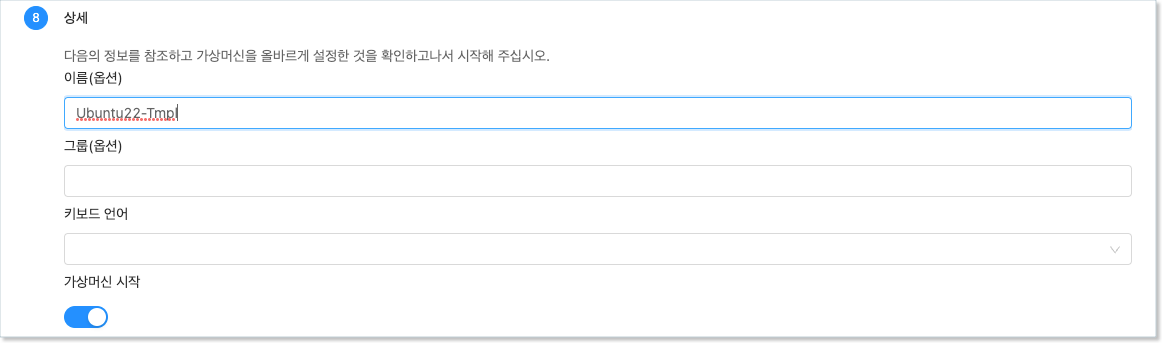 8 상세
다음의 정보를 참조하고 가상머신을 올바르게 설정한 것을 확인하고나서 시작해 주십시오.
이름(옵션)
Ubuntu22-Tmpl
그룹(옵션)
키보드 언어
가상머신 시작